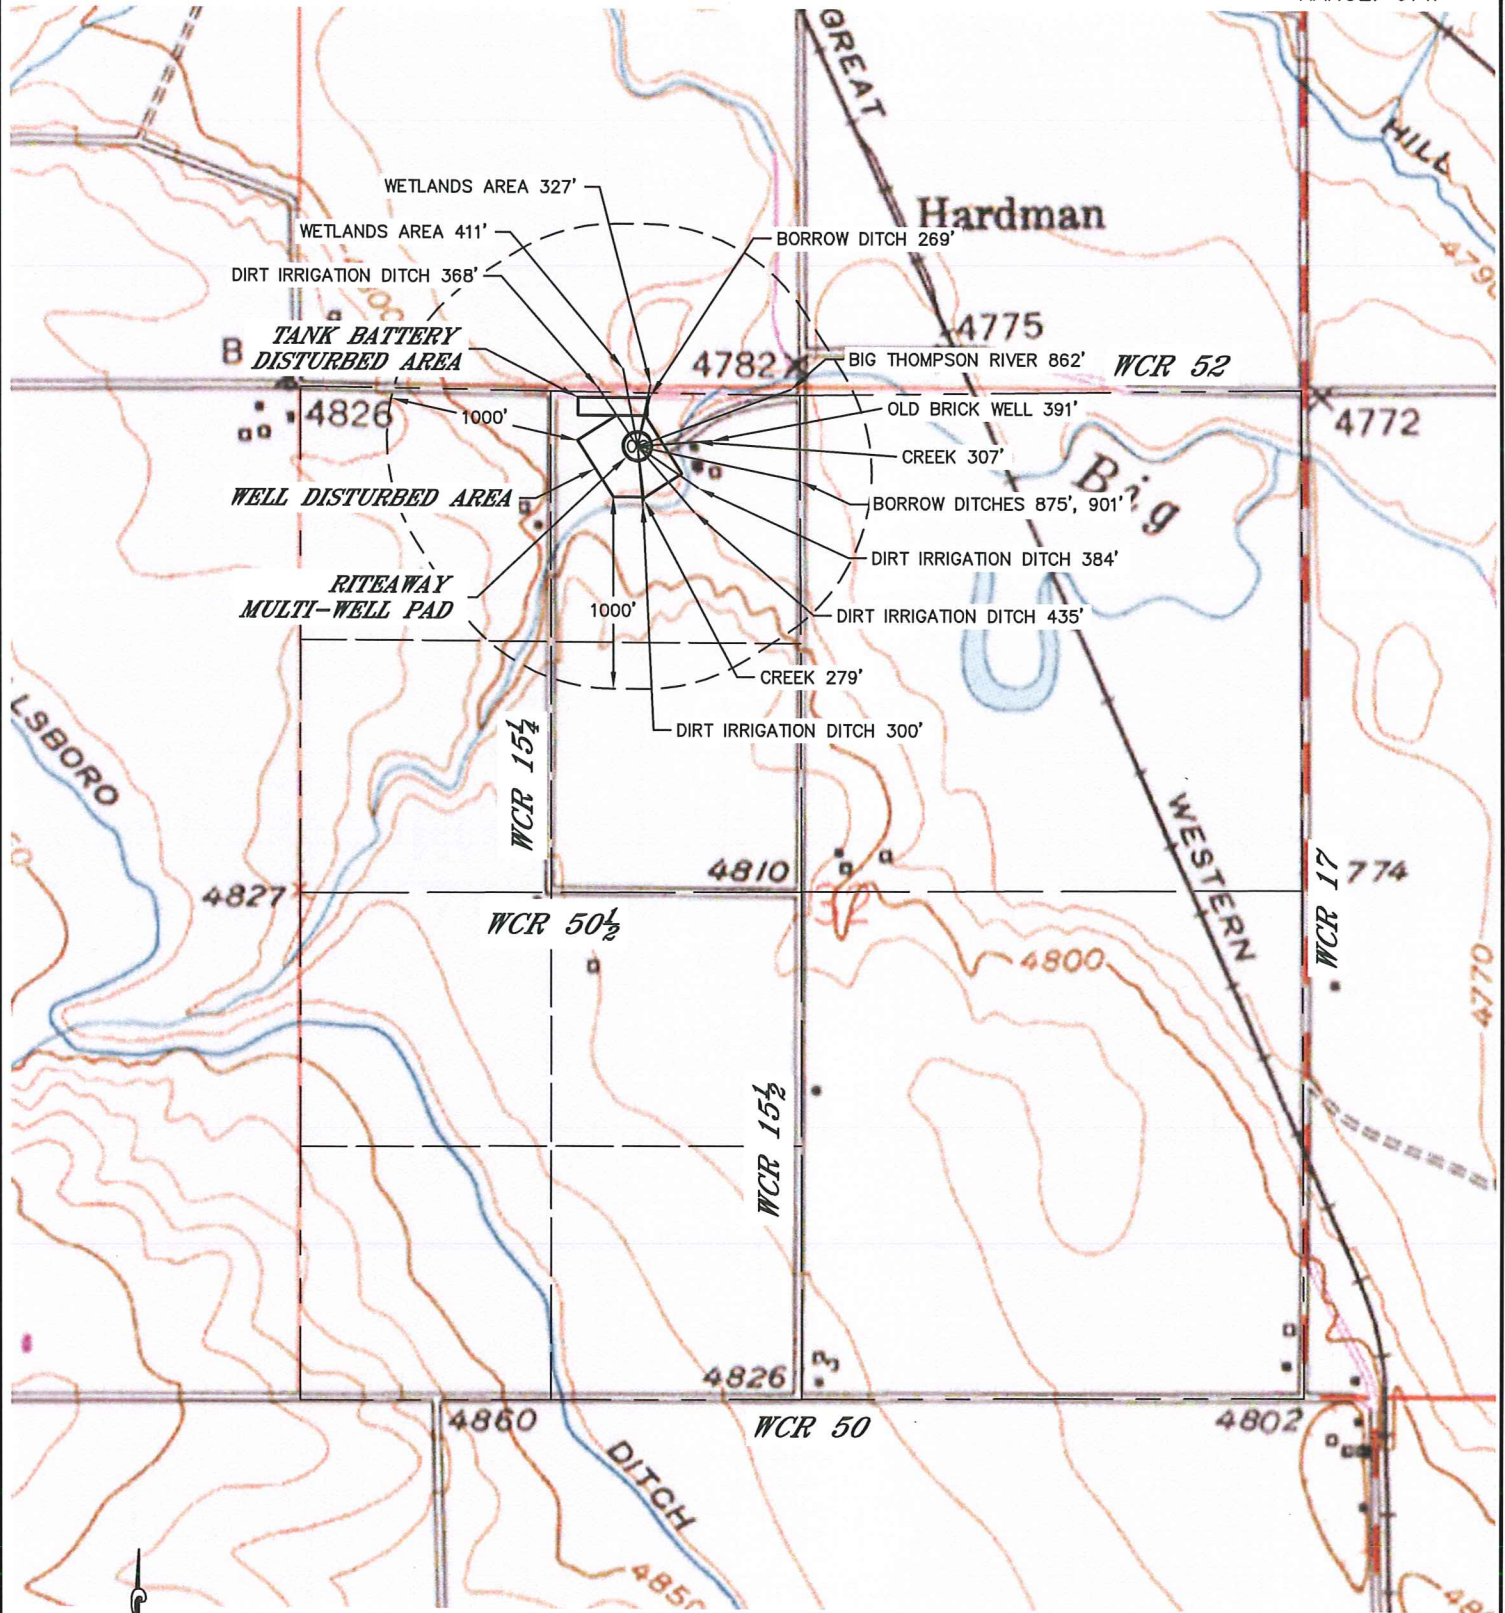 GREAT
HILL
WETLANDS AREA 327'
Hardman
WETLANDS AREA 411'
BORROW DITCH 269'
DIRT IRRIGATION DITCH 368'
TANK BATTERY
DISTURBED AREA
B
4775
4782
BIG THOMPSON RIVER 862'
WCR 52
4826
1000'
OLD BRICK WELL 391'
4772
CREEK 307'
Big
WELL DISTURBED AREA
BORROW DITCHES 875', 901'
DIRT IRRIGATION DITCH 384'
RITEAWAY
MULTI-WELL PAD
1000'
DIRT IRRIGATION DITCH 435'
CREEK 279'
LSBORO
DIRT IRRIGATION DITCH 300'
WCR 15¼
WESTERN
4810
WCR 17
774
4827
32
WCR 50½
4800
4770
WCR 15½
4826
4860
WCR 50
4802
DITCH
4850